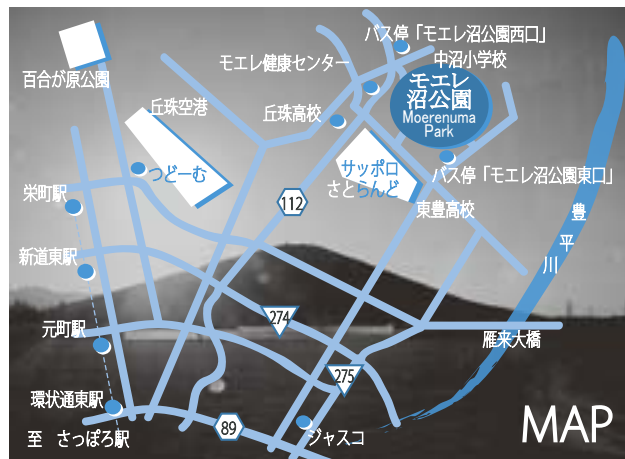 バス停「モエレ沼公園西口」
中沼小学校
モエレ健康センター
百合が原公園
モエレ
沼公園
Moerenuma
Park
丘珠空港
丘珠高校
つどーむ
サッポロ
さとらんど
バス停「モエレ沼公園東口」
栄町駅
112
東豊高校
豊平川
新道東駅
274
元町駅
雁来大橋
275
環状通東駅
89
ジャスコ
至 さっぽろ駅
MAP